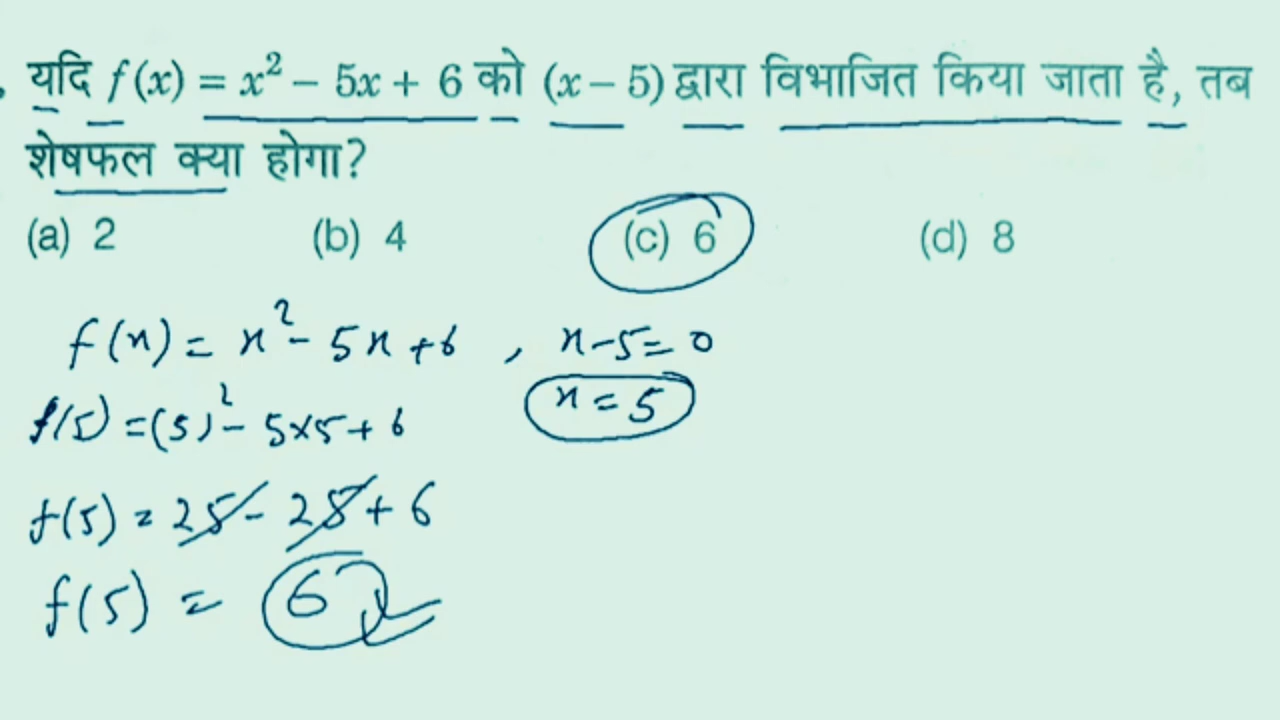 यदि f(x) = x² – 5x + 6 को (x – 5) द्वारा विभाजित किया जाता है, तब
शेषफल क्या होगा?
(a) 2 (b) 4 (c) 6 (d) 8
f(x) = x² - 5x + 6 , x - 5 = 0
x = 5
f(5) = (5)² - 5×5 + 6
f(5) = 25 - 25 + 6
f(5) = 6